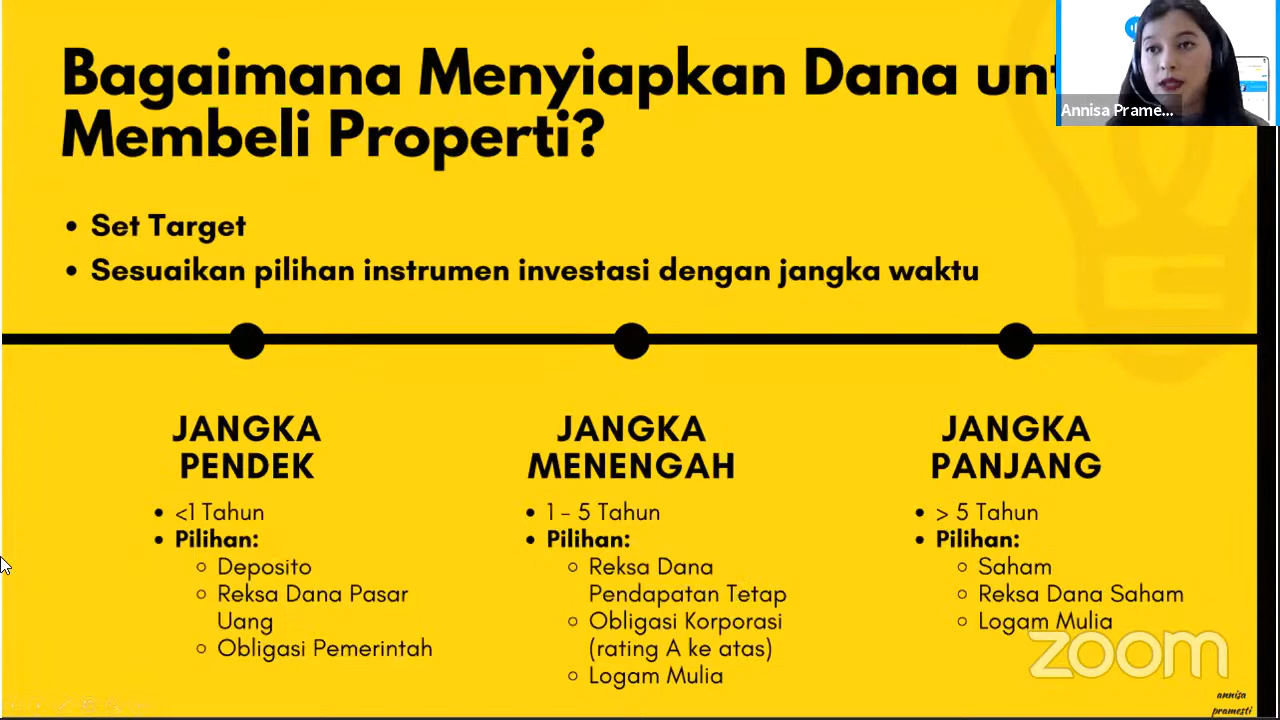 Bagaimana Menyiapkan Dana unt
Membeli Properti?
Annisa Prame...
• Set Target
• Sesuaikan pilihan instrumen investasi dengan jangka waktu
JANGKA
PENDEK
• <1 Tahun
• Pilihan:
○ Deposito
○ Reksa Dana Pasar
Uang
○ Obligasi Pemerintah
JANGKA
MENENGAH
• 1 - 5 Tahun
• Pilihan:
○ Reksa Dana
Pendapatan Tetap
○ Obligasi Korporasi
(rating A ke atas)
○ Logam Mulia
JANGKA
PANJANG
• > 5 Tahun
• Pilihan:
○ Saham
○ Reksa Dana Saham
○ Logam Mulia
zoom
annisa
pramesti